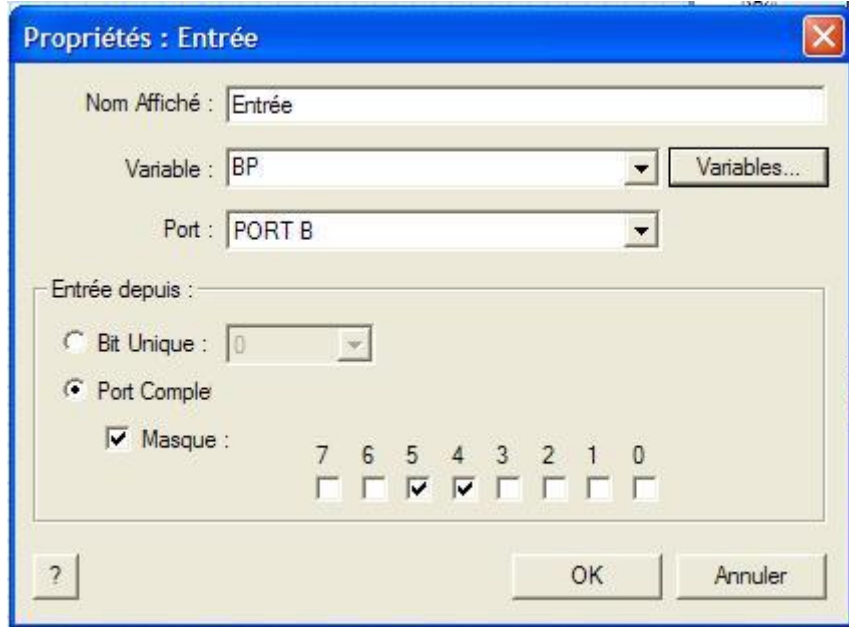 Propriétés : Entrée
Nom Affiché : Entrée
Variable : BP Variables...
Port : PORT B
Entrée depuis :
Bit Unique : 0
Port Comple
Masque :
7 6 5 4 3 2 1 0
? OK Annuler